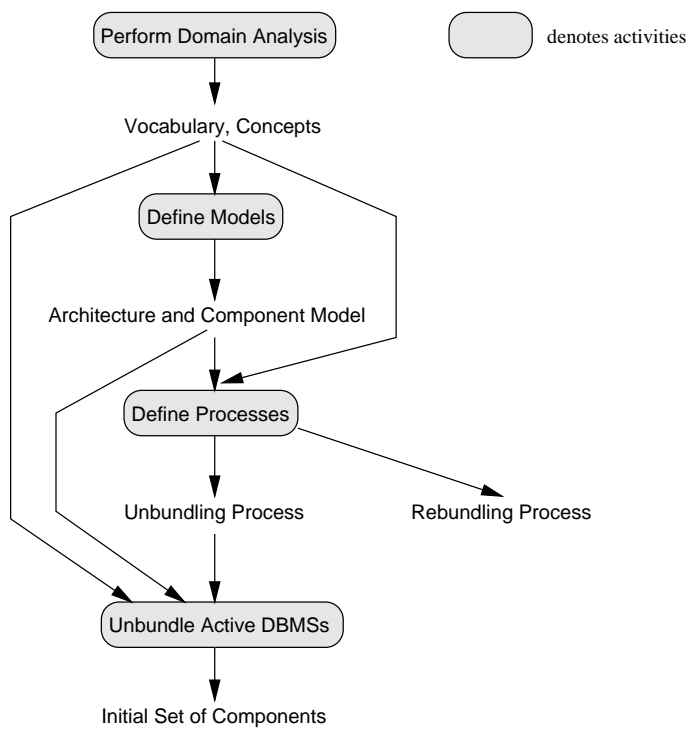 Perform Domain Analysis
denotes activities
Vocabulary, Concepts
Define Models
Architecture and Component Model
Define Processes
Unbundling Process
Rebundling Process
Unbundle Active DBMSs
Initial Set of Components